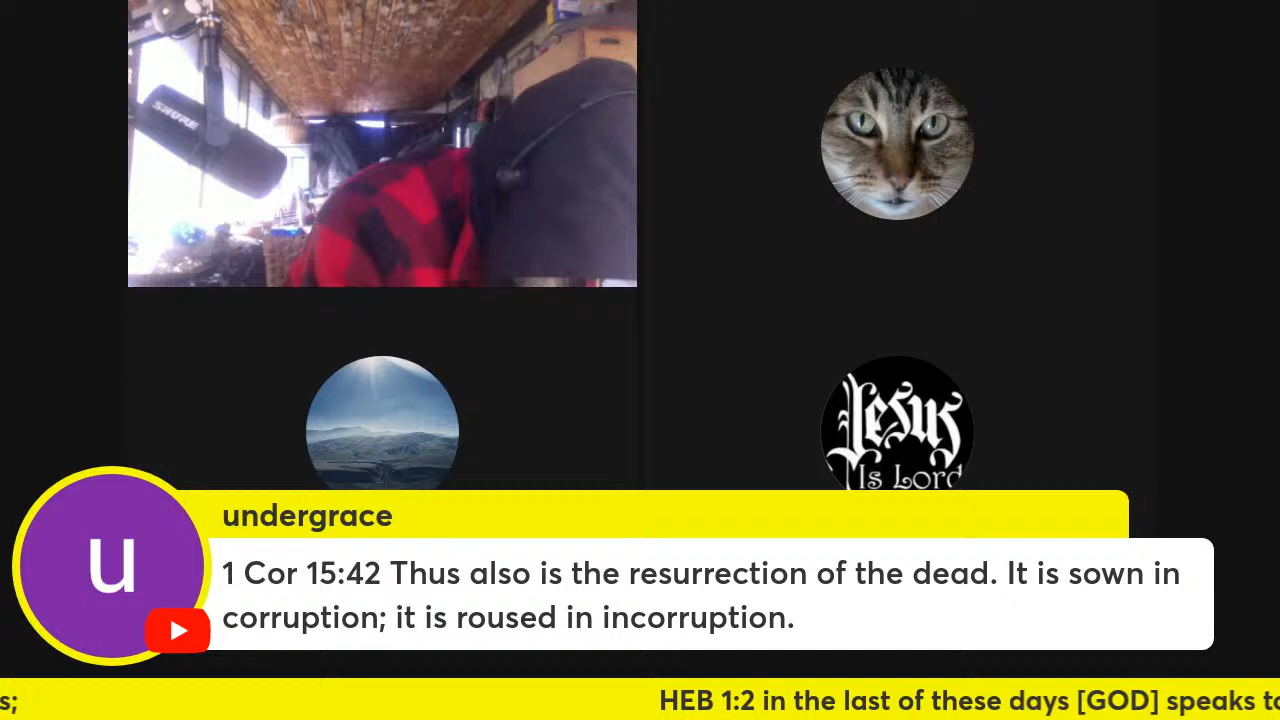 SHURE
Jesus
Is Lord
undergrace
u
1 Cor 15:42 Thus also is the resurrection of the dead. It is sown in
corruption; it is roused in incorruption.
s; HEB 1:2 in the last of these days [GOD] speaks to